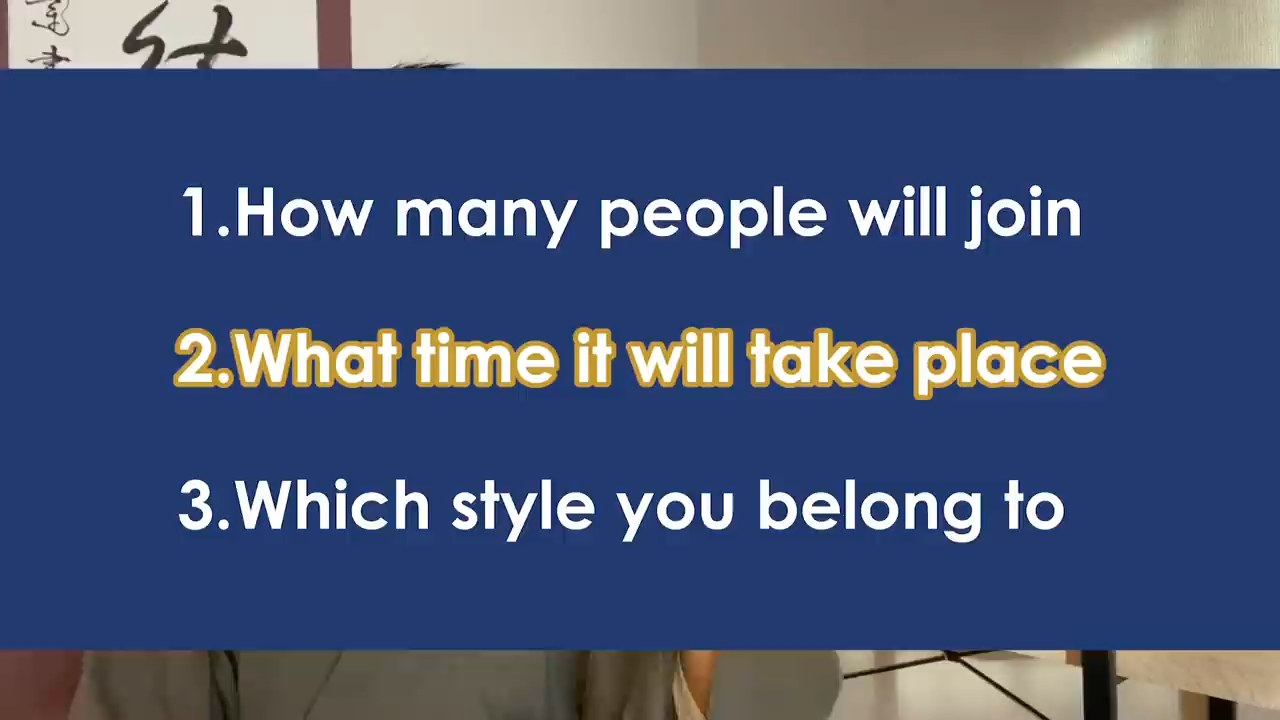 1.How many people will join
2.What time it will take place
3.Which style you belong to